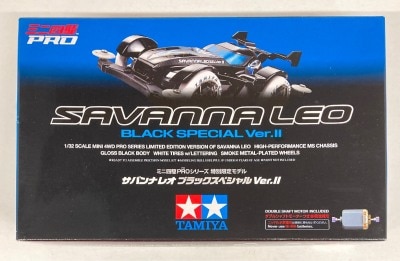 ミニ四駆
PRO
SAVANNA LEO
BLACK SPECIAL Ver.II
1/32 SCALE MINI 4WD PRO SERIES LIMITED EDITION VERSION OF SAVANNA LEO HIGH-PERFORMANCE MS CHASSIS
GLOSS BLACK BODY WHITE TIRES w/LETTERING SMOKE METAL-PLATED WHEELS
ミニ四駆PROシリーズ 特別限定モデル
サバンナレオ ブラックスペシャル Ver.II
TAMIYA
DOUBLE SHAFT MOTOR INCLUDED